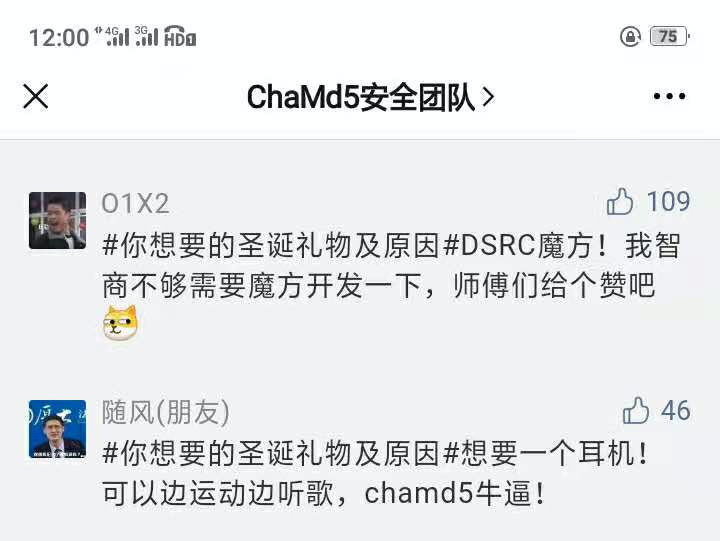 12:00 4G 3G HD 75
ChaMd5安全团队
O1X2 109
#你想要的圣诞礼物及原因#DSRC魔方！我智
商不够需要魔方开发一下，师傅们给个赞吧
随风(朋友) 46
#你想要的圣诞礼物及原因#想要一个耳机！
可以边运动边听歌，chamd5牛逼！